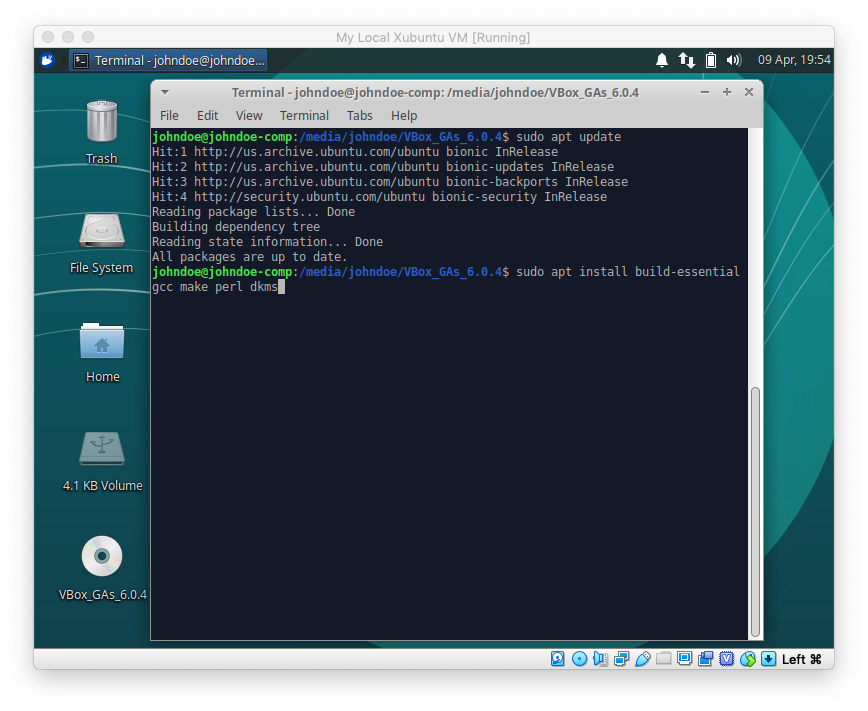 My Local Xubuntu VM [Running]
Terminal - johndoe@johndoe...
09 Apr, 19:54
Terminal - johndoe@johndoe-comp: /media/johndoe/VBox_GAs_6.0.4
File Edit View Terminal Tabs Help
johndoe@johndoe-comp:/media/johndoe/VBox_GAs_6.0.4$ sudo apt update
Hit:1 http://us.archive.ubuntu.com/ubuntu bionic InRelease
Hit:2 http://us.archive.ubuntu.com/ubuntu bionic-updates InRelease
Hit:3 http://us.archive.ubuntu.com/ubuntu bionic-backports InRelease
Hit:4 http://security.ubuntu.com/ubuntu bionic-security InRelease
Reading package lists... Done
Building dependency tree
Reading state information... Done
All packages are up to date.
johndoe@johndoe-comp:/media/johndoe/VBox_GAs_6.0.4$ sudo apt install build-essential
gcc make perl dkms
Trash
File System
Home
4.1 KB Volume
VBox_GAs_6.0.4
Left ⌘